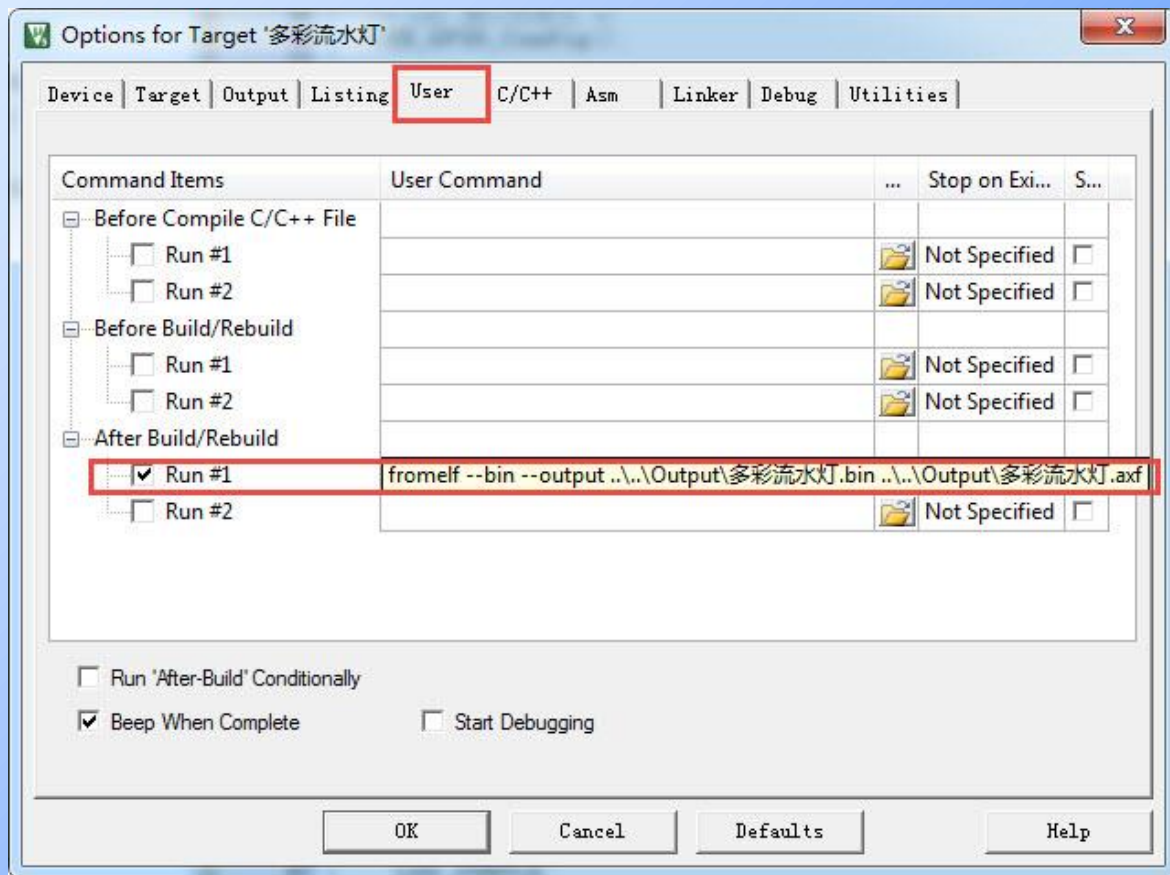 Options for Target '多彩流水灯'
Device Target Output Listing User C/C++ Asm Linker Debug Utilities
Command Items User Command ... Stop on Exi... S...
Before Compile C/C++ File
Run #1 Not Specified
Run #2 Not Specified
Before Build/Rebuild
Run #1 Not Specified
Run #2 Not Specified
After Build/Rebuild
Run #1 fromelf --bin --output ..\..\Output\多彩流水灯.bin ..\..\Output\多彩流水灯.axf
Run #2 Not Specified
Run 'After-Build' Conditionally
Beep When Complete Start Debugging
OK Cancel Defaults Help